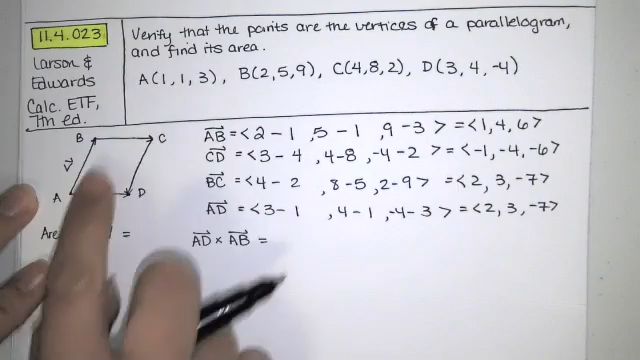 11.4.023
Larson &
Edwards
Calc. ETF,
7th ed.
Verify that the points are the vertices of a parallelogram,
and find its area.
A(1, 1, 3), B(2, 5, 9), C(4, 8, 2), D(3, 4, -4)
B C
v⃗
A D
Are =
AB⃗ = <2 - 1 , 5 - 1 , 9 - 3> = <1, 4, 6>
CD⃗ = <3 - 4 , 4 - 8 , -4 - 2> = <-1, -4, -6>
BC⃗ = <4 - 2 , 8 - 5 , 2 - 9> = <2, 3, -7>
AD⃗ = <3 - 1 , 4 - 1 , -4 - 3> = <2, 3, -7>
AD⃗ × AB⃗ =